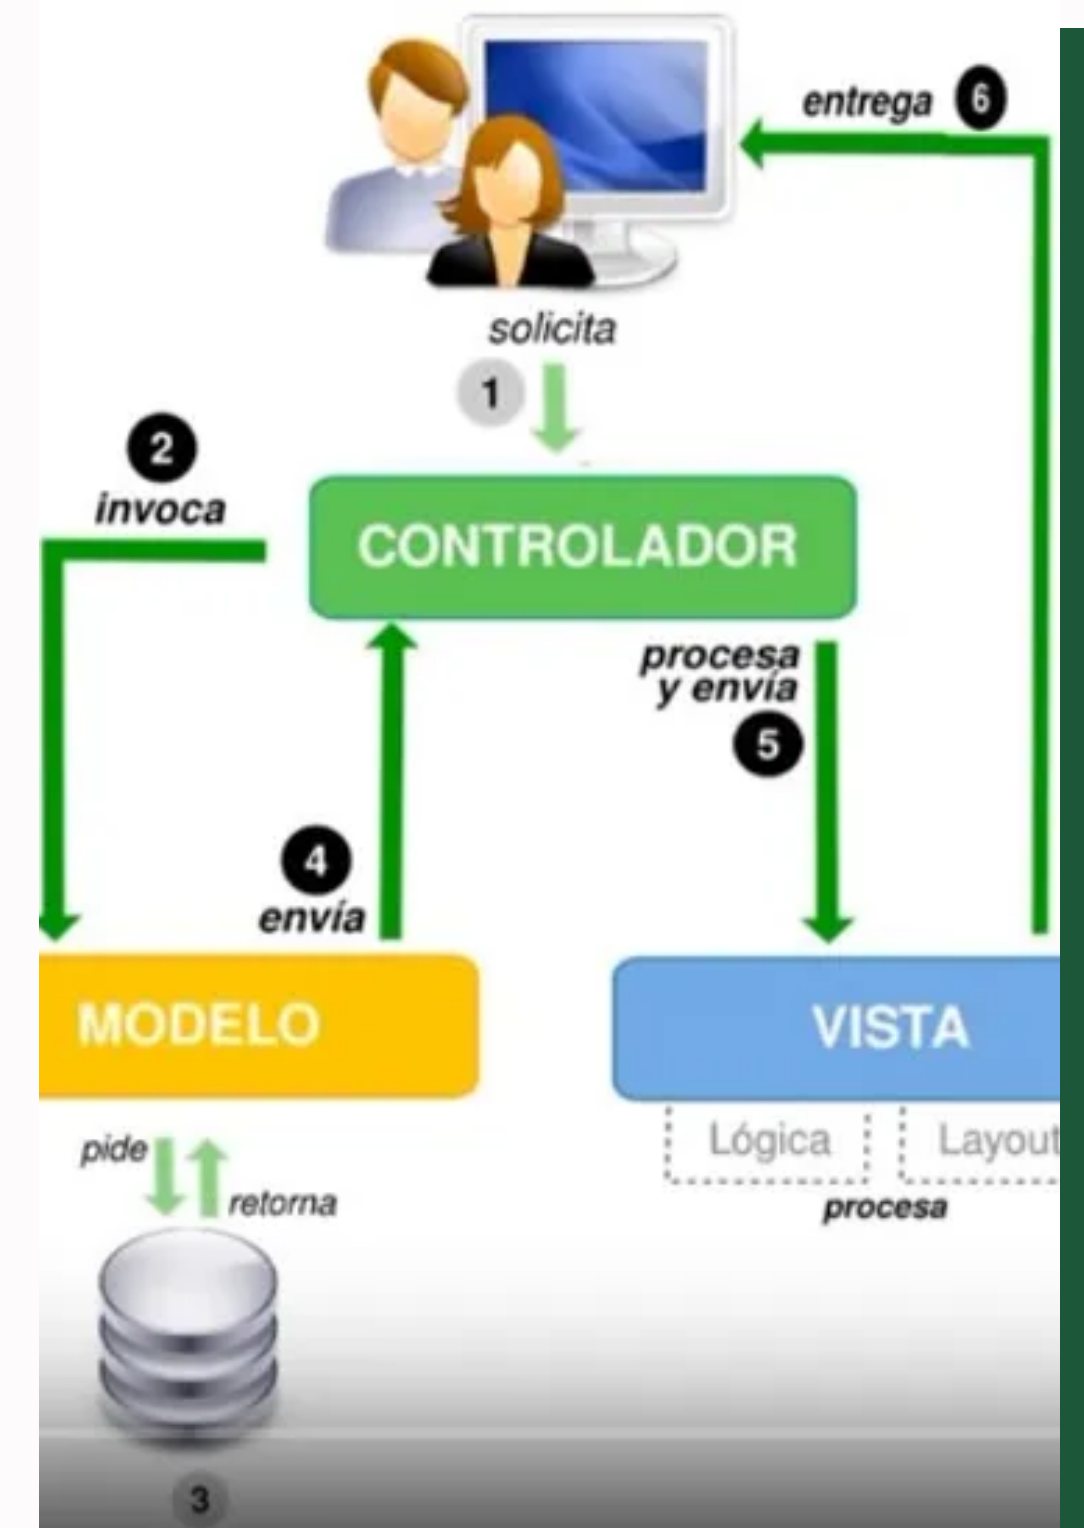 entrega 6
solicita
1
2
invoca
CONTROLADOR
procesa
y envía
5
4
envía
MODELO
VISTA
pide
retorna
Lógica
Layout
procesa
3